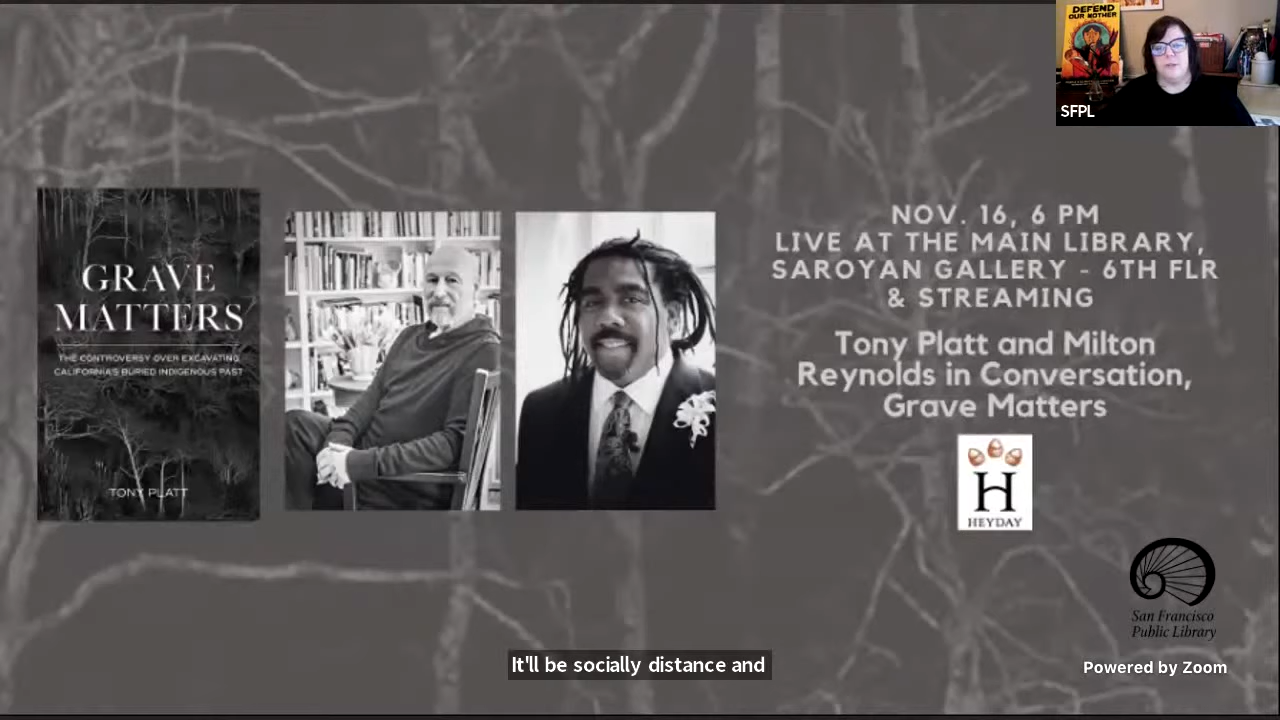 DEFEND
OUR MOTHER
SFPL
GRAVE
MATTERS
THE CONTROVERSY OVER EXCAVATING
CALIFORNIA'S BURIED INDIGENOUS PAST
TONY PLATT
NOV. 16, 6 PM
LIVE AT THE MAIN LIBRARY,
SAROYAN GALLERY - 6TH FLR
& STREAMING
Tony Platt and Milton
Reynolds in Conversation,
Grave Matters
H
HEYDAY
San Francisco
Public Library
It'll be socially distance and
Powered by Zoom